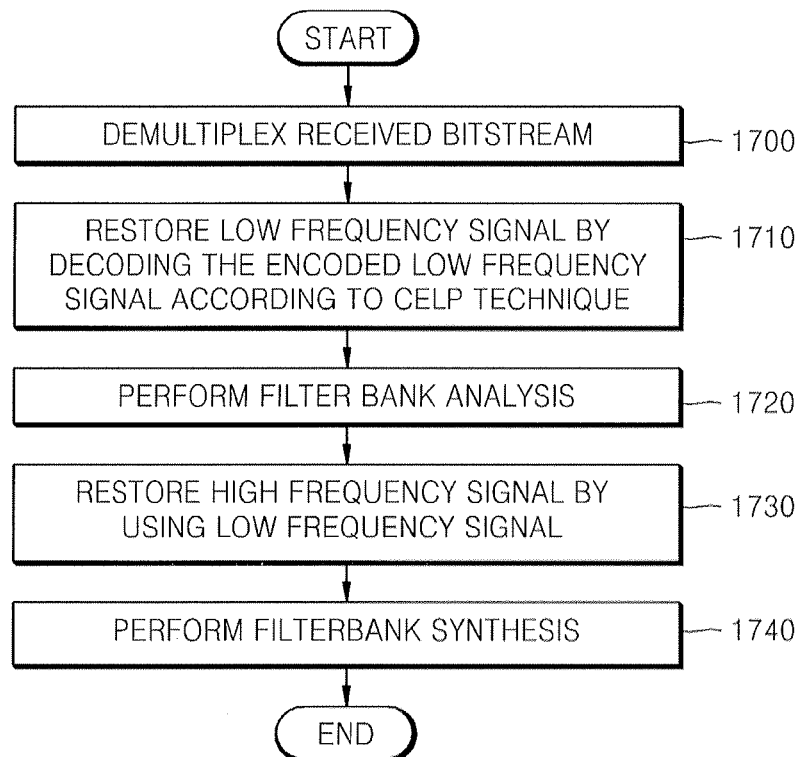 START
DEMULTIPLEX RECEIVED BITSTREAM
1700
RESTORE LOW FREQUENCY SIGNAL BY
DECODING THE ENCODED LOW FREQUENCY
SIGNAL ACCORDING TO CELP TECHNIQUE
1710
PERFORM FILTER BANK ANALYSIS
1720
RESTORE HIGH FREQUENCY SIGNAL BY
USING LOW FREQUENCY SIGNAL
1730
PERFORM FILTERBANK SYNTHESIS
1740
END